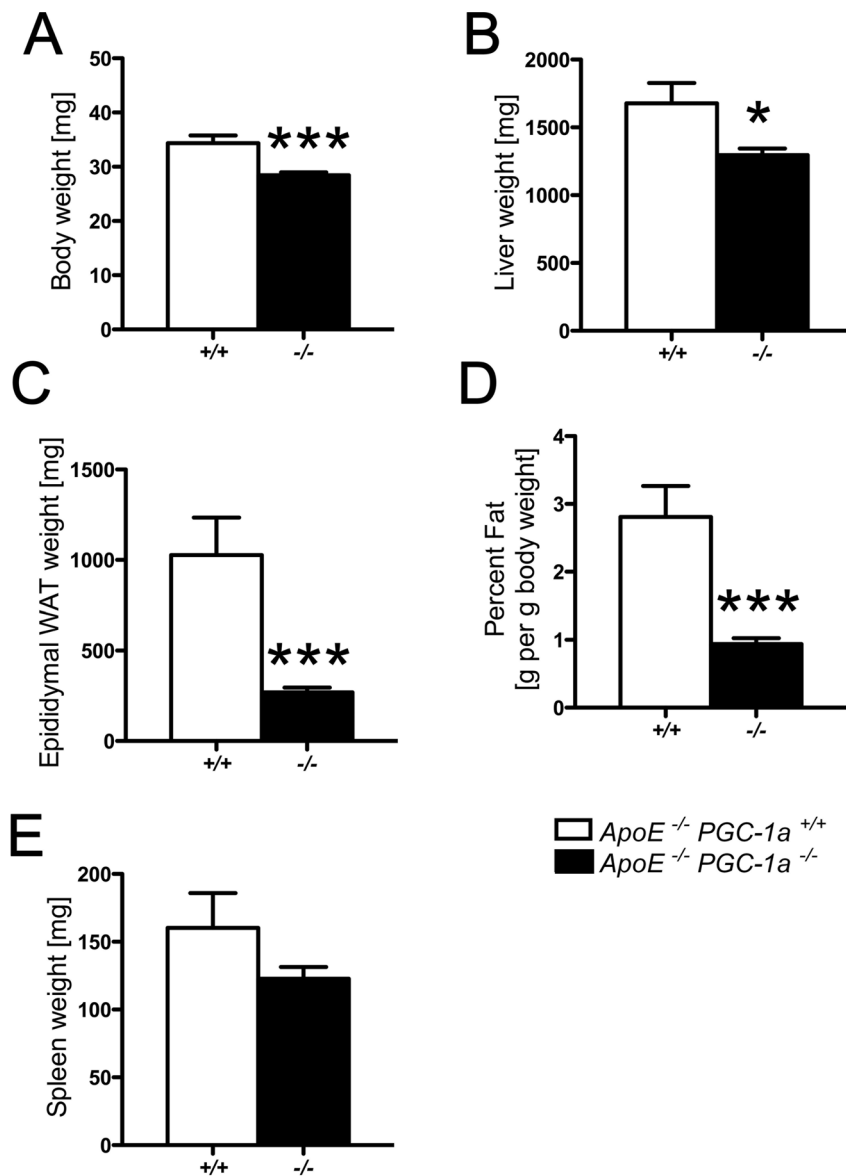 A
Body weight [mg]
50
40
30
20
10
0
***
+/+ -/-
B
Liver weight [mg]
2000
1500
1000
500
0
*
+/+ -/-
C
Epididymal WAT weight [mg]
1500
1000
500
0
***
+/+ -/-
D
Percent Fat
[g per g body weight]
4
3
2
1
0
***
+/+ -/-
E
Spleen weight [mg]
200
150
100
50
0
+/+ -/-
ApoE -/- PGC-1a +/+
ApoE -/- PGC-1a -/-